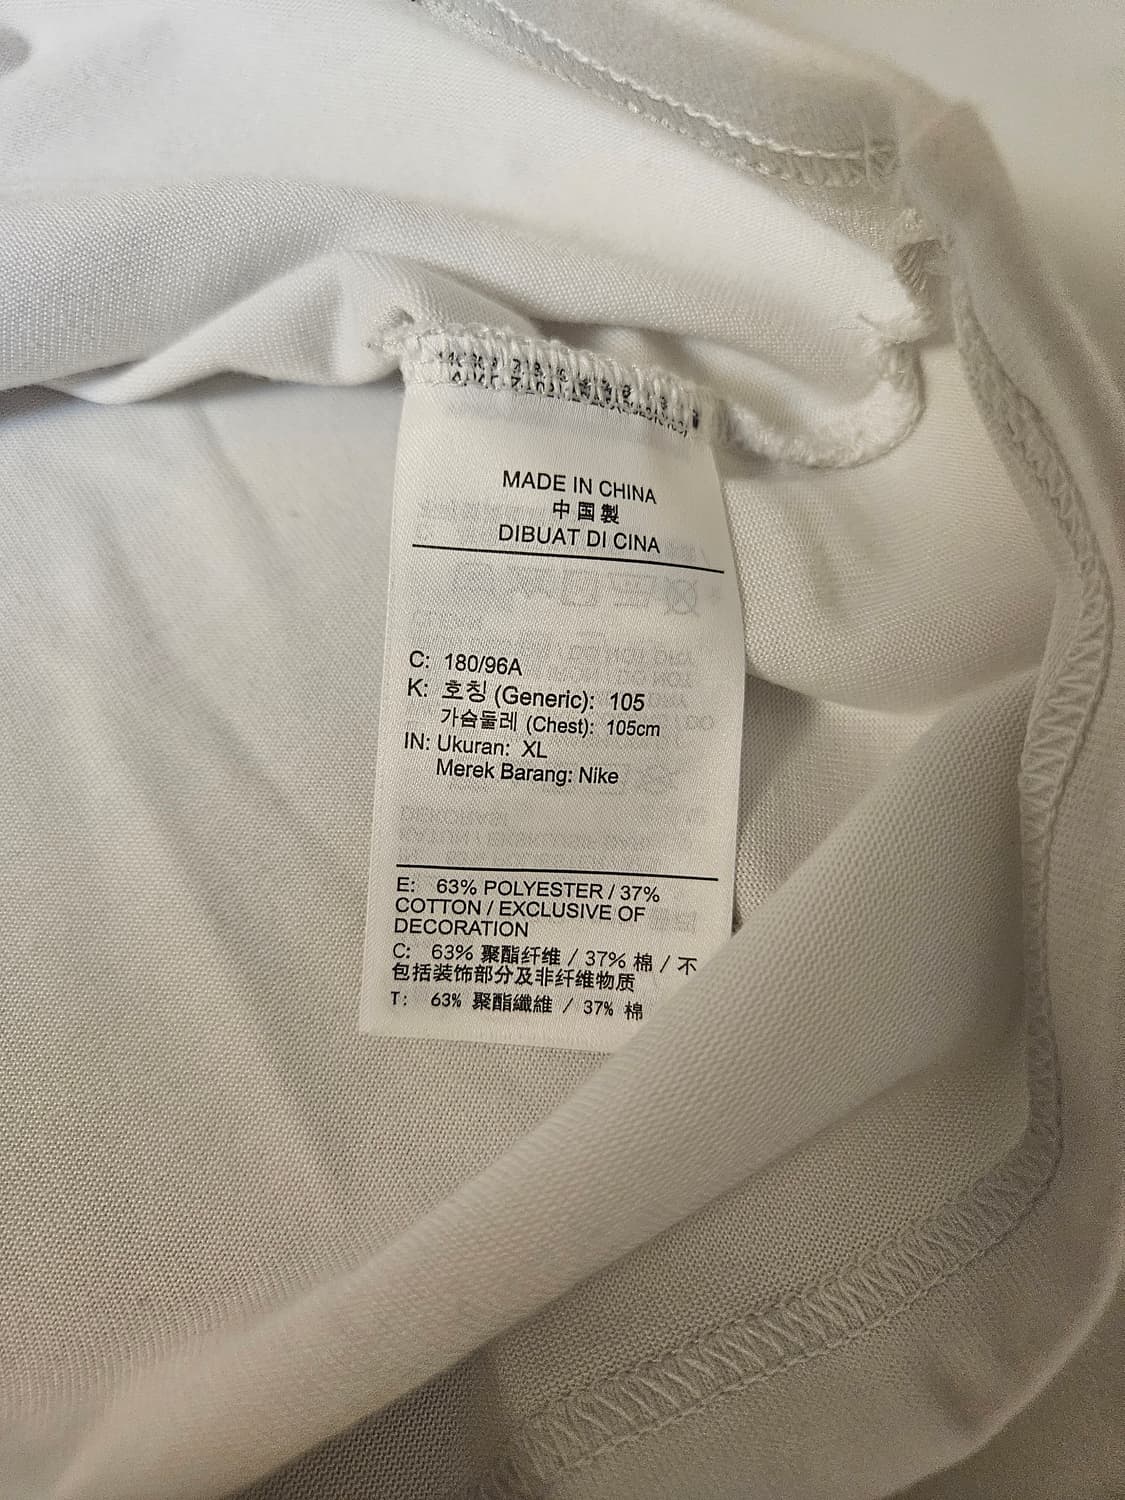 MADE IN CHINA
中国製
DIBUAT DI CINA
C: 180/96A
K: 호칭 (Generic): 105
가슴둘레 (Chest): 105cm
IN: Ukuran: XL
Merek Barang: Nike
E: 63% POLYESTER / 37%
COTTON / EXCLUSIVE OF
DECORATION
C: 63% 聚酯纤维 / 37% 棉 / 不
包括装饰部分及非纤维物质
T: 63% 聚酯纖維 / 37% 棉